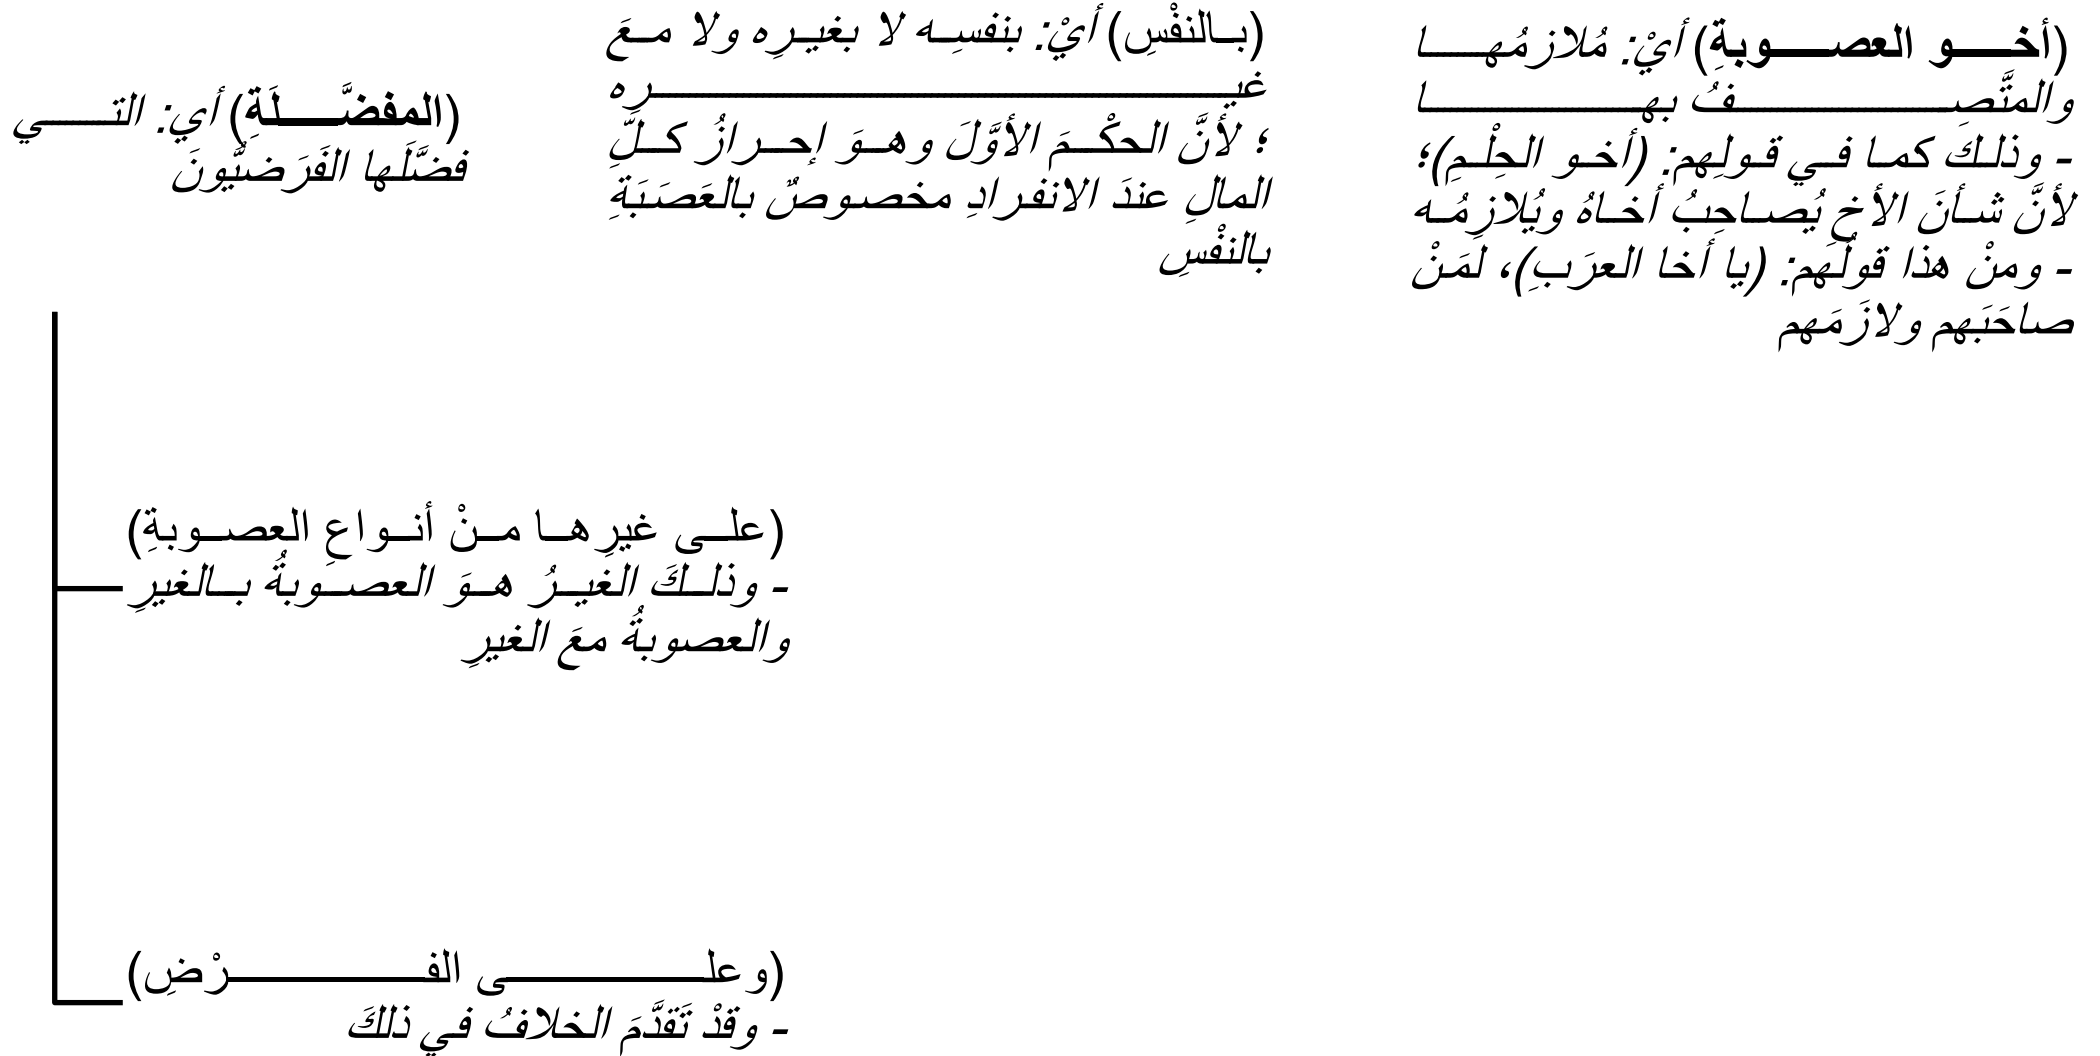 (أخو العصوبةِ) أيْ: مُلازمُها
والمتَّصِفُ بها
- وذلكَ كما في قولِهم: (أخو الحِلْمِ)؛
لأنَّ شأنَ الأخِ يُصاحِبُ أخاهُ ويُلازِمُه
- ومنْ هذا قولُهم: (يا أخا العرَبِ)، لمَنْ
صاحَبَهم ولازَمَهم
(بالنفْسِ) أيْ: بنفسِه لا بغيرِه ولا معَ
غيرِه
؛ لأنَّ الحكْمَ الأوَّلَ وهوَ إحرازُ كلِّ
المالِ عندَ الانفرادِ مخصوصٌ بالعَصَبَةِ
بالنفْسِ
(المفضَّلَةِ) أي: التي
فضَّلَها الفَرَضيُّونَ
(على غيرِها منْ أنواعِ العصوبةِ)
- وذلكَ الغيرُ هوَ العصوبةُ بالغيرِ
والعصوبةُ معَ الغيرِ
(وعلى الفرْضِ)
- وقدْ تَقدَّمَ الخلافُ في ذلكَ